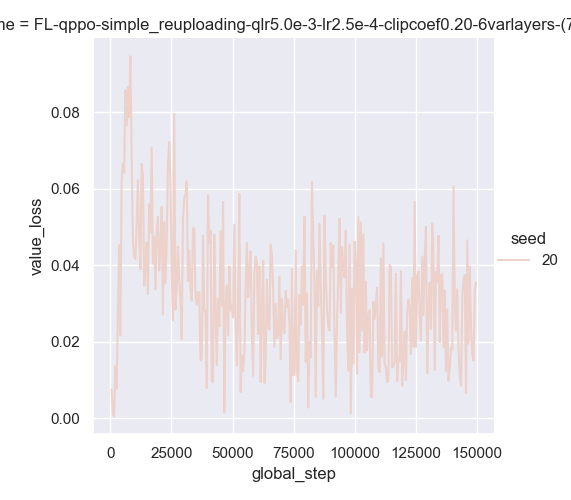 me = FL-qppo-simple_reuploading-qlr5.0e-3-lr2.5e-4-clipcoef0.20-6varlayers-(7
0.08
0.06
0.04
0.02
0.00
value_loss
seed
20
0 25000 50000 75000 100000 125000 150000
global_step